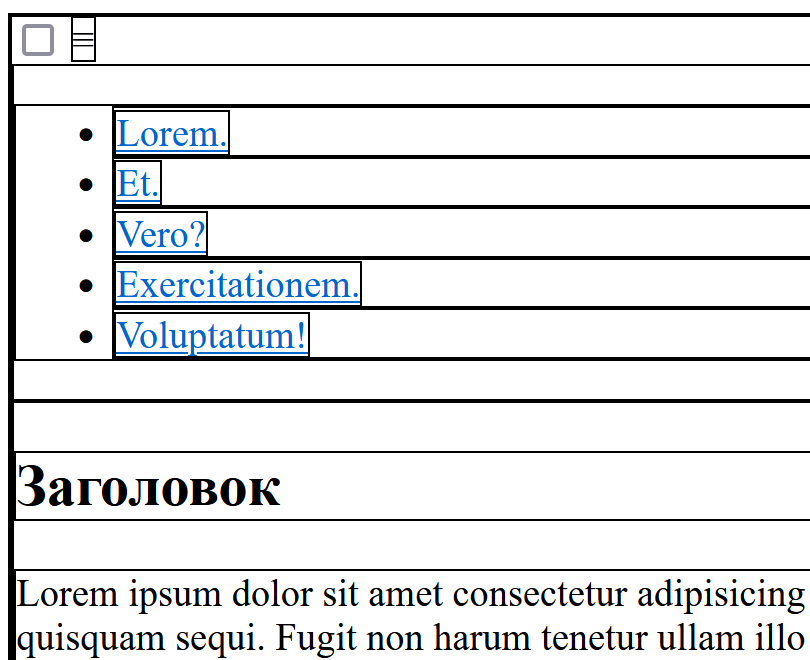 ☰
Lorem.
Et.
Vero?
Exercitationem.
Voluptatum!
Заголовок
Lorem ipsum dolor sit amet consectetur adipisicing
quisquam sequi. Fugit non harum tenetur ullam illo